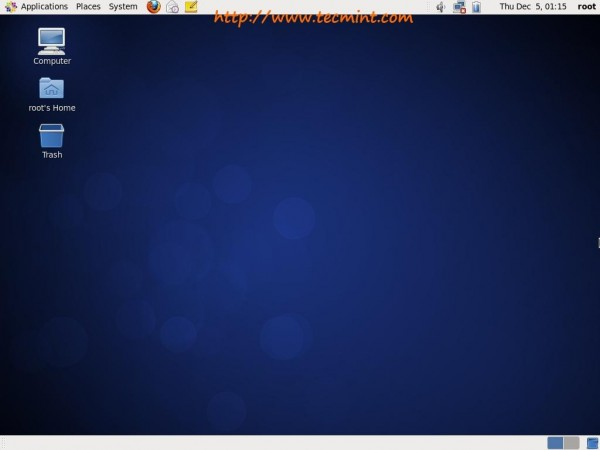 Applications Places System Thu Dec 5, 01:15 root
http://www.tecmint.com
Computer
root's Home
Trash